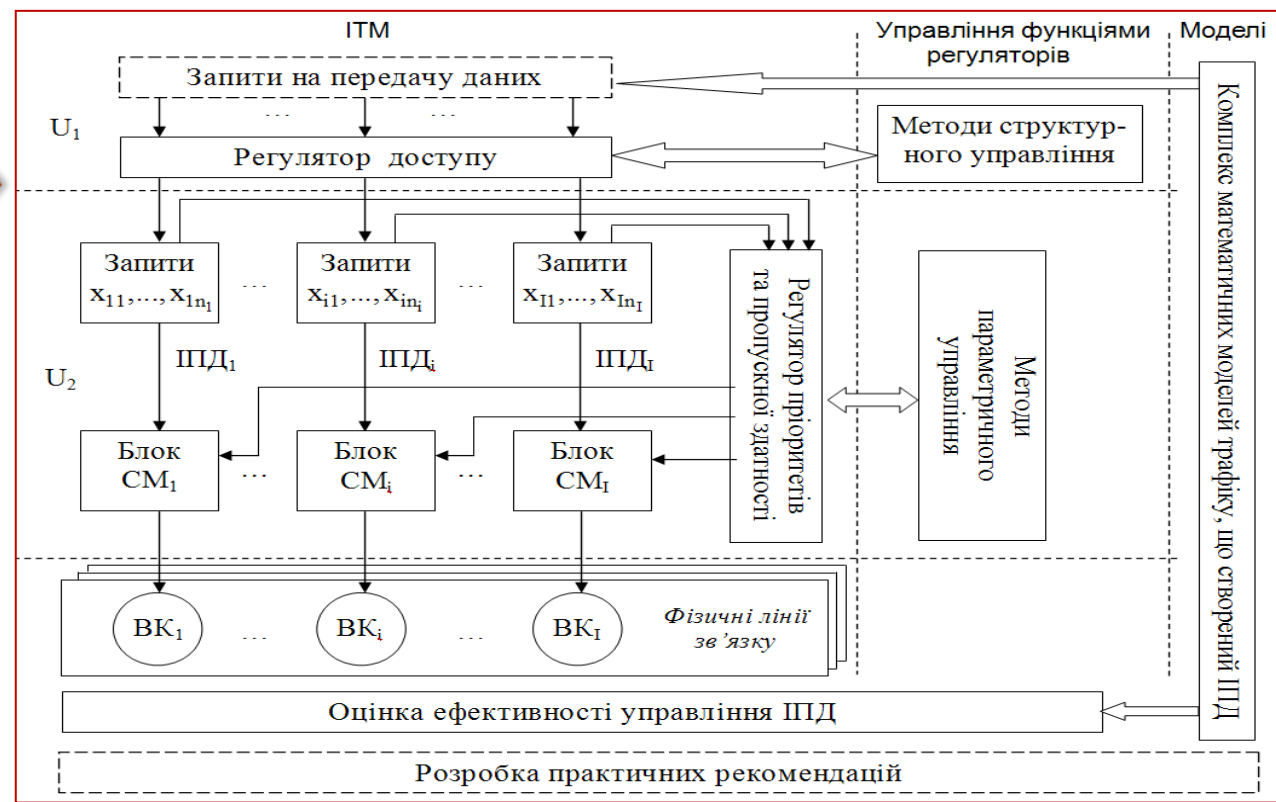 ІТМ
Управління функціями
регуляторів
Моделі
Запити на передачу даних
... ... ...
U1
Регулятор доступу
Методи структур-
ного управління
Запити
x11,..., x1n1
...
Запити
xi1,..., xini
...
Запити
xI1,..., xInI
Регулятор пріоритетів
та пропускної здатності
Методи
параметричного
управління
Комплекс математичних моделей трафіку, що створений ІПД
U2
ІПД1
ІПДi
ІПДI
Блок
СМ1
...
Блок
СМi
...
Блок
СМI
ВК1
...
ВКi
...
ВКI
Фізичні лінії
зв’язку
Оцінка ефективності управління ІПД
Розробка практичних рекомендацій